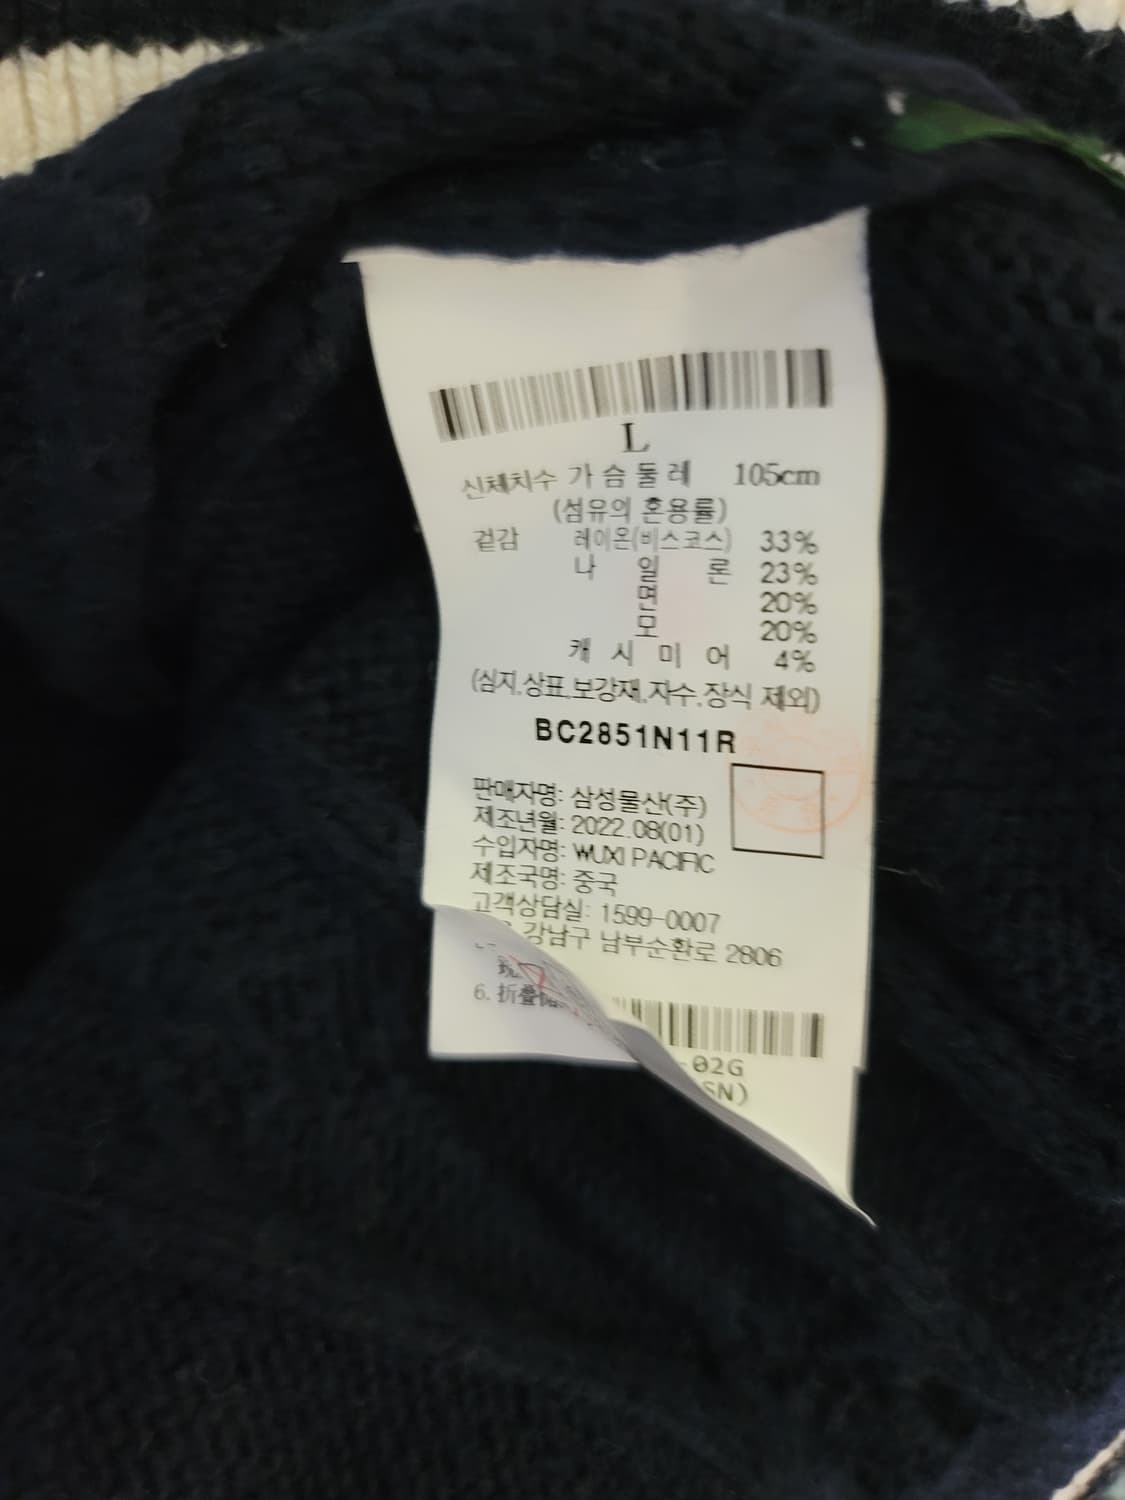 L
신체치수 가슴둘레 105cm
(섬유의 혼용률)
겉감 레이온(비스코스) 33%
나 일 론 23%
면 20%
모 20%
캐 시 미 어 4%
(심지,상표,보강재,자수,장식 제외)
BC2851N11R
판매자명: 삼성물산(주)
제조년월: 2022.08(01)
수입자명: WUXI PACIFIC
제조국명: 중국
고객상담실: 1599-0007
강남구 남부순환로 2806
6. 折叠
-02G
SN)